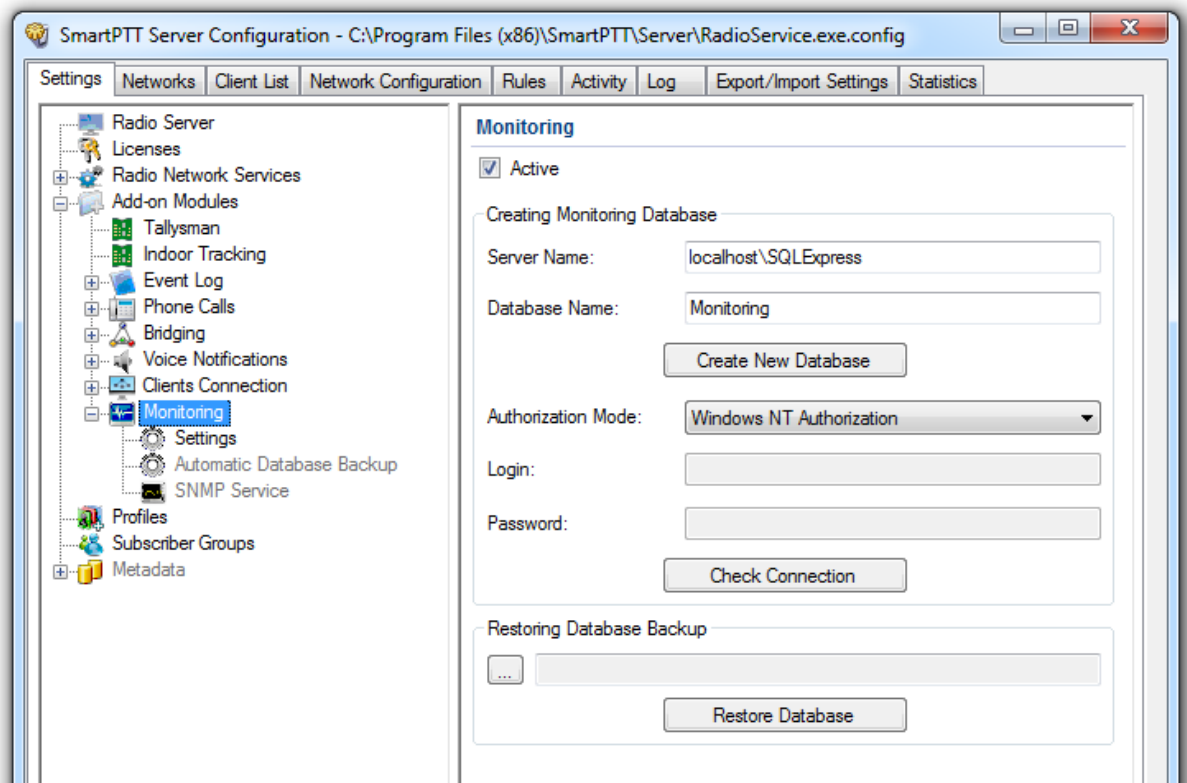 SmartPTT Server Configuration - C:\Program Files (x86)\SmartPTT\Server\RadioService.exe.config
Settings Networks Client List Network Configuration Rules Activity Log Export/Import Settings Statistics
Radio Server
Licenses
Radio Network Services
Add-on Modules
Tallysman
Indoor Tracking
Event Log
Phone Calls
Bridging
Voice Notifications
Clients Connection
Monitoring
Settings
Automatic Database Backup
SNMP Service
Profiles
Subscriber Groups
Metadata
Monitoring
Active
Creating Monitoring Database
Server Name: localhost\SQLExpress
Database Name: Monitoring
Create New Database
Authorization Mode: Windows NT Authorization
Login:
Password:
Check Connection
Restoring Database Backup
...
Restore Database